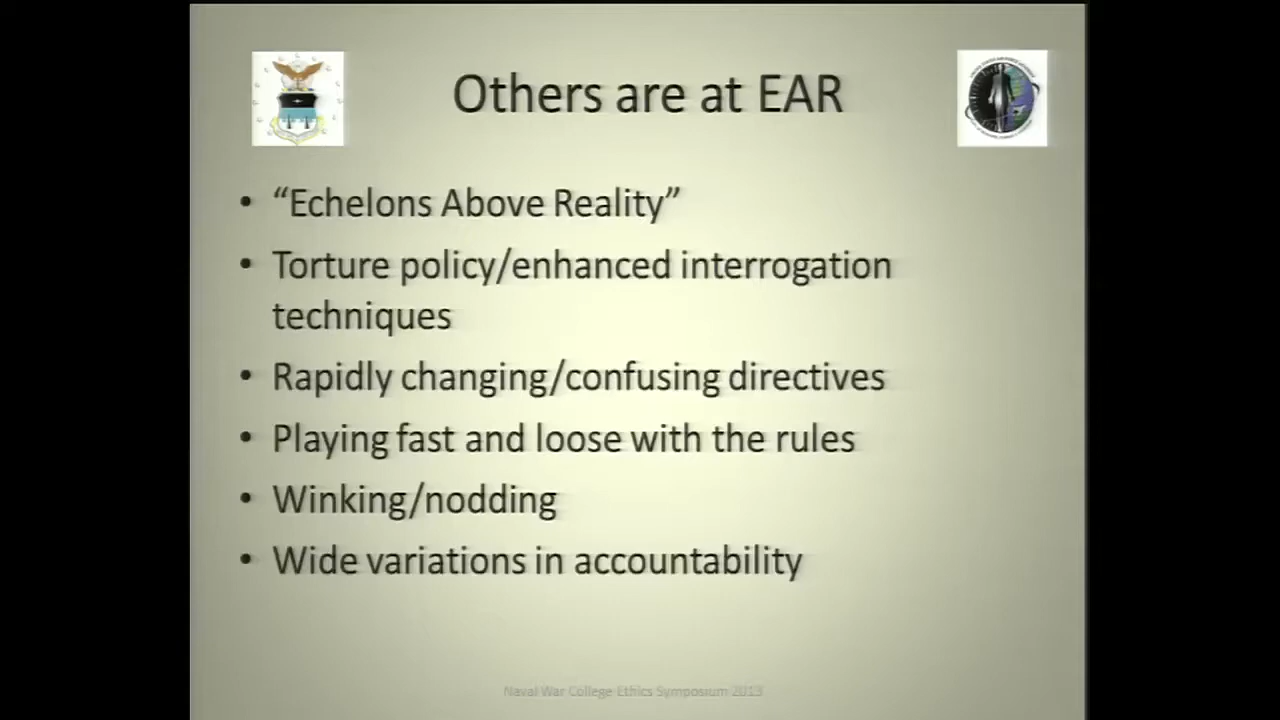 Others are at EAR
• “Echelons Above Reality”
• Torture policy/enhanced interrogation
techniques
• Rapidly changing/confusing directives
• Playing fast and loose with the rules
• Winking/nodding
• Wide variations in accountability
Naval War College Ethics Symposium 2013